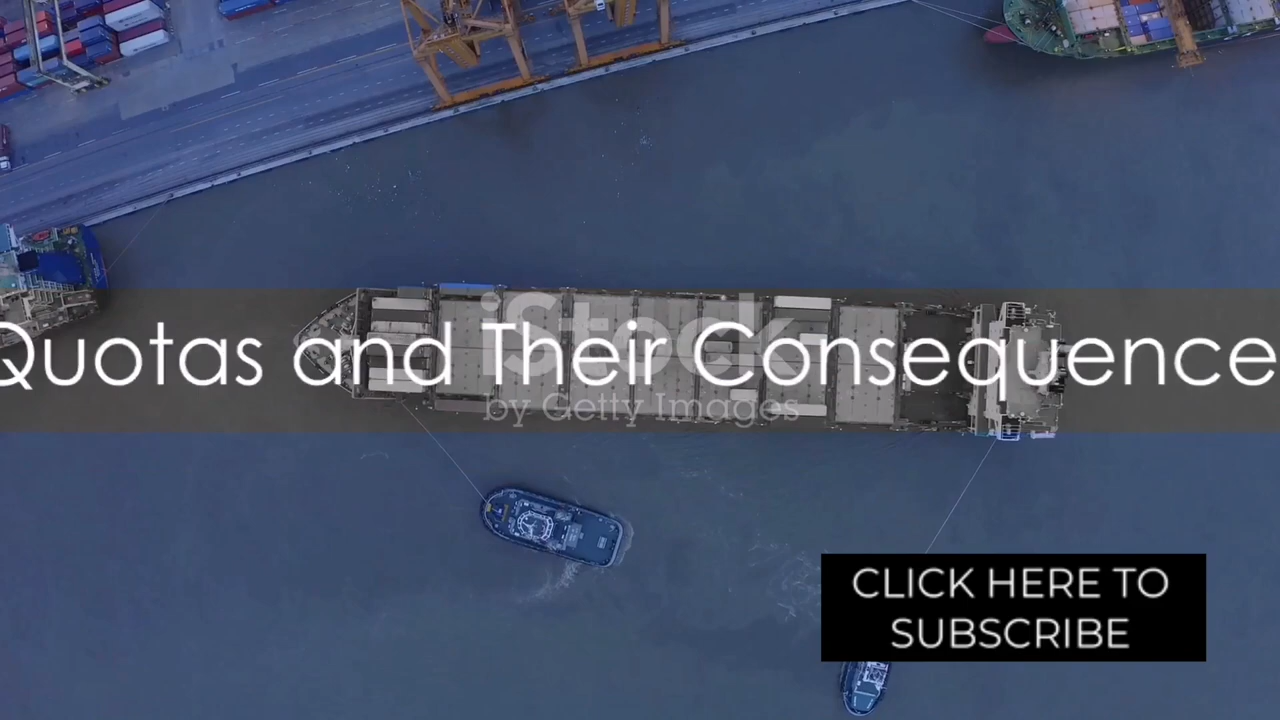 Quotas and Their Consequence
iStock
by Getty Images
CLICK HERE TO
SUBSCRIBE